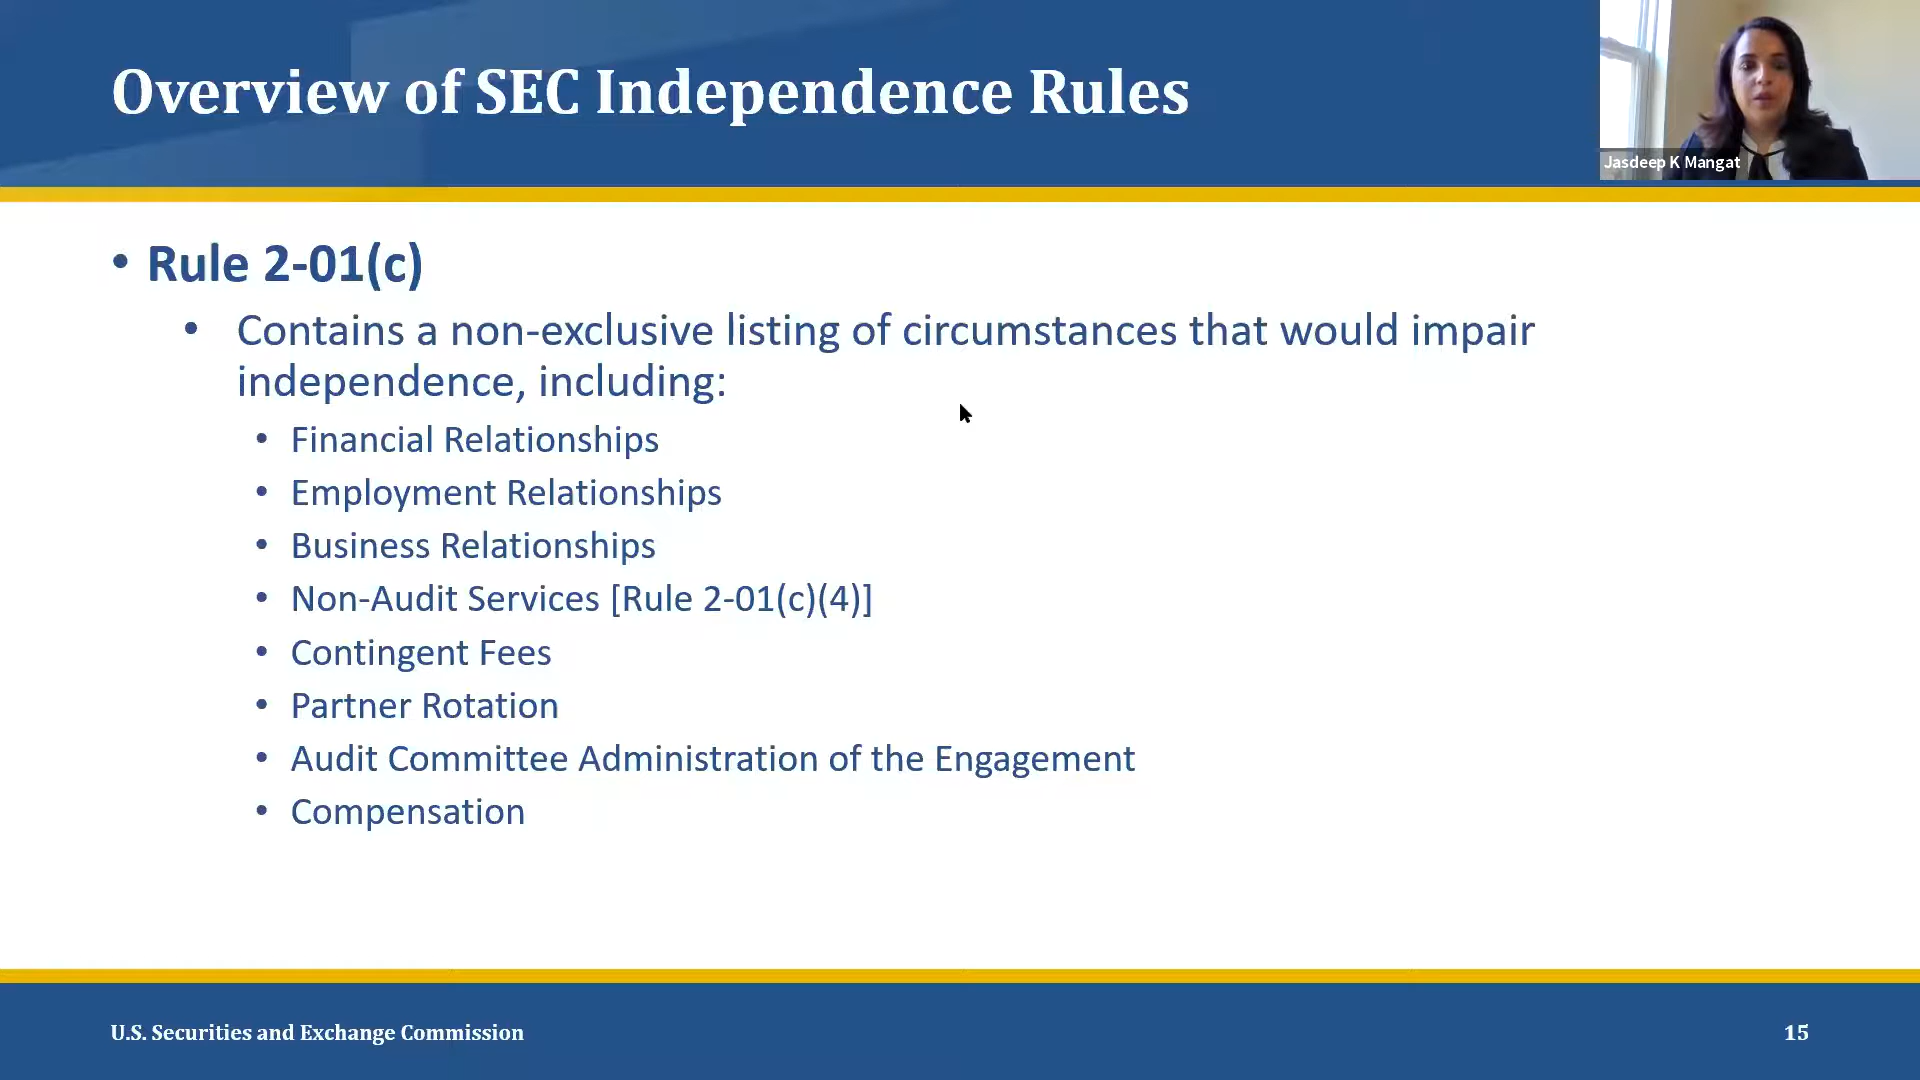 Overview of SEC Independence Rules
Jasdeep K Mangat
• Rule 2-01(c)
• Contains a non-exclusive listing of circumstances that would impair
independence, including:
• Financial Relationships
• Employment Relationships
• Business Relationships
• Non-Audit Services [Rule 2-01(c)(4)]
• Contingent Fees
• Partner Rotation
• Audit Committee Administration of the Engagement
• Compensation
U.S. Securities and Exchange Commission
15